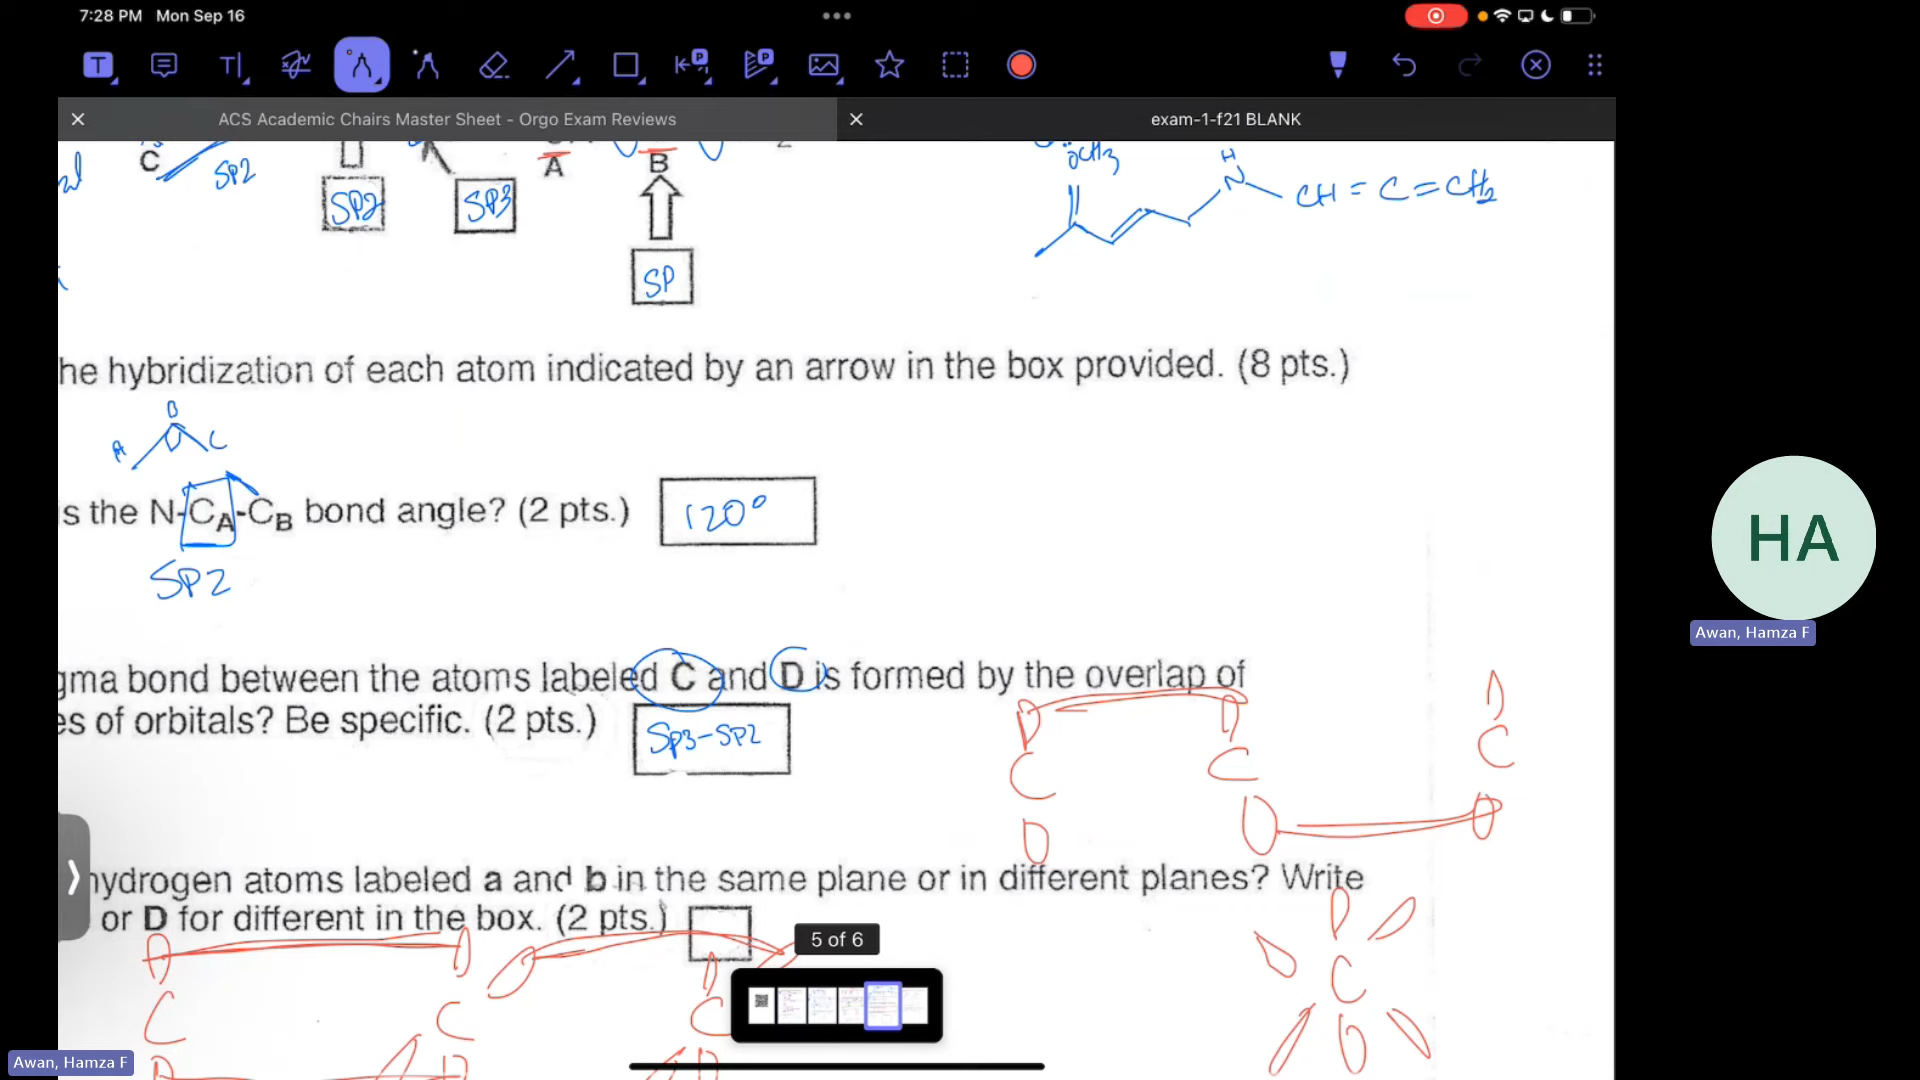 7:28 PM Mon Sep 16
ACS Academic Chairs Master Sheet - Orgo Exam Reviews
exam-1-f21 BLANK
C
SP2
SP2
SP3
A
B
SP
OCH3
H
N
CH = C = CH2
he hybridization of each atom indicated by an arrow in the box provided. (8 pts.)
A
B
C
s the N-CA-CB bond angle? (2 pts.)
120°
SP2
gma bond between the atoms labeled C and D is formed by the overlap of
es of orbitals? Be specific. (2 pts.)
SP3-SP2
C
C
C
hydrogen atoms labeled a and b in the same plane or in different planes? Write
or D for different in the box. (2 pts.)
5 of 6
C
C
C
C
HA
Awan, Hamza F
Awan, Hamza F